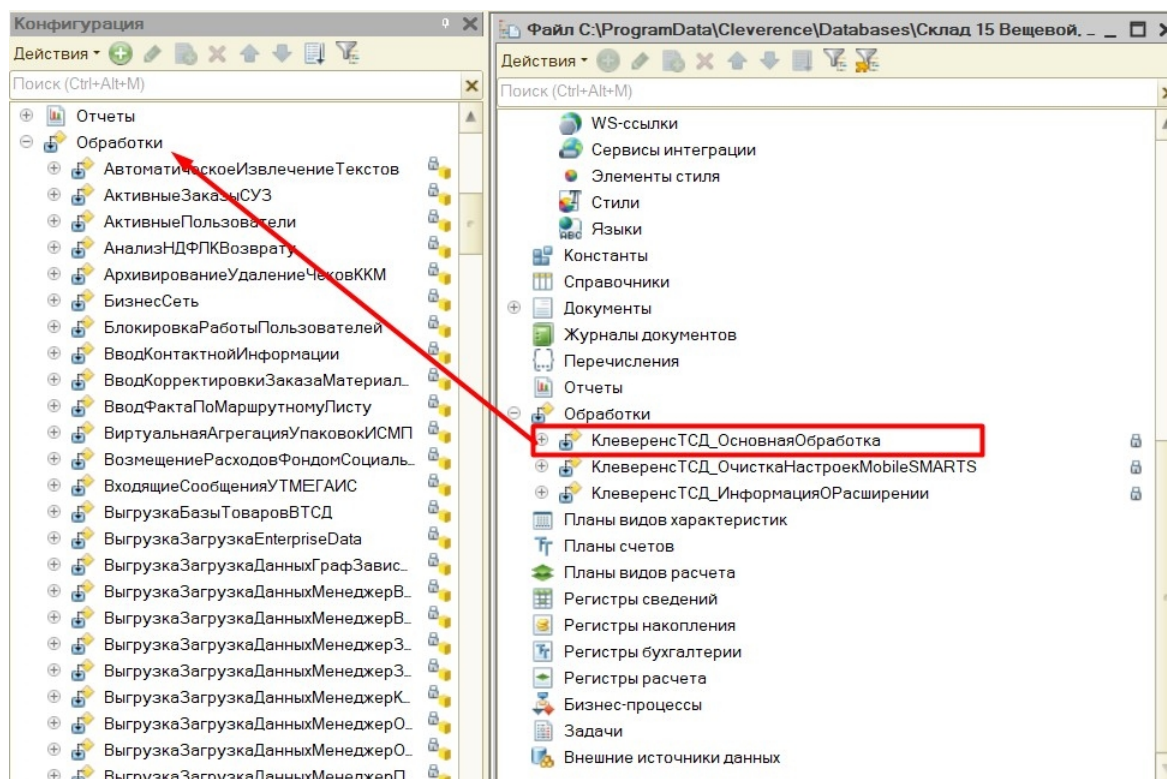 Конфигурация
Действия
Поиск (Ctrl+Alt+M)
Отчеты
Обработки
АвтоматическоеИзвлечениеТекстов
АктивныеЗаказыСУЗ
АктивныеПользователи
АнализНДФЛКВозврату
АрхивированиеУдалениеЧековККМ
БизнесСеть
БлокировкаРаботыПользователей
ВводКонтактнойИнформации
ВводКорректировкиЗаказаМатериал...
ВводФактаПоМаршрутномуЛисту
ВиртуальнаяАгрегацияУпаковокИСМП
ВозмещениеРасходовФондомСоциаль...
ВходящиеСообщенияУТМЕГАИС
ВыгрузкаБазыТоваровВТСД
ВыгрузкаЗагрузкаEnterpriseData
ВыгрузкаЗагрузкаДанныхГрафЗавис...
ВыгрузкаЗагрузкаДанныхМенеджерВ...
ВыгрузкаЗагрузкаДанныхМенеджерВ...
ВыгрузкаЗагрузкаДанныхМенеджерЗ...
ВыгрузкаЗагрузкаДанныхМенеджерЗ...
ВыгрузкаЗагрузкаДанныхМенеджерК...
ВыгрузкаЗагрузкаДанныхМенеджерО...
ВыгрузкаЗагрузкаДанныхМенеджерО...
ВыгрузкаЗагрузкаДанныхМенеджерП...
Файл C:\ProgramData\Cleverence\Databases\Склад 15 Вещевой, ...
Действия
Поиск (Ctrl+Alt+M)
WS-ссылки
Сервисы интеграции
Элементы стиля
Стили
Языки
Константы
Справочники
Документы
Журналы документов
Перечисления
Отчеты
Обработки
КлеверенсТСД_ОсновнаяОбработка
КлеверенсТСД_ОчисткаНастроекMobileSMARTS
КлеверенсТСД_ИнформацияОРасширении
Планы видов характеристик
Планы счетов
Планы видов расчета
Регистры сведений
Регистры накопления
Регистры бухгалтерии
Регистры расчета
Бизнес-процессы
Задачи
Внешние источники данных